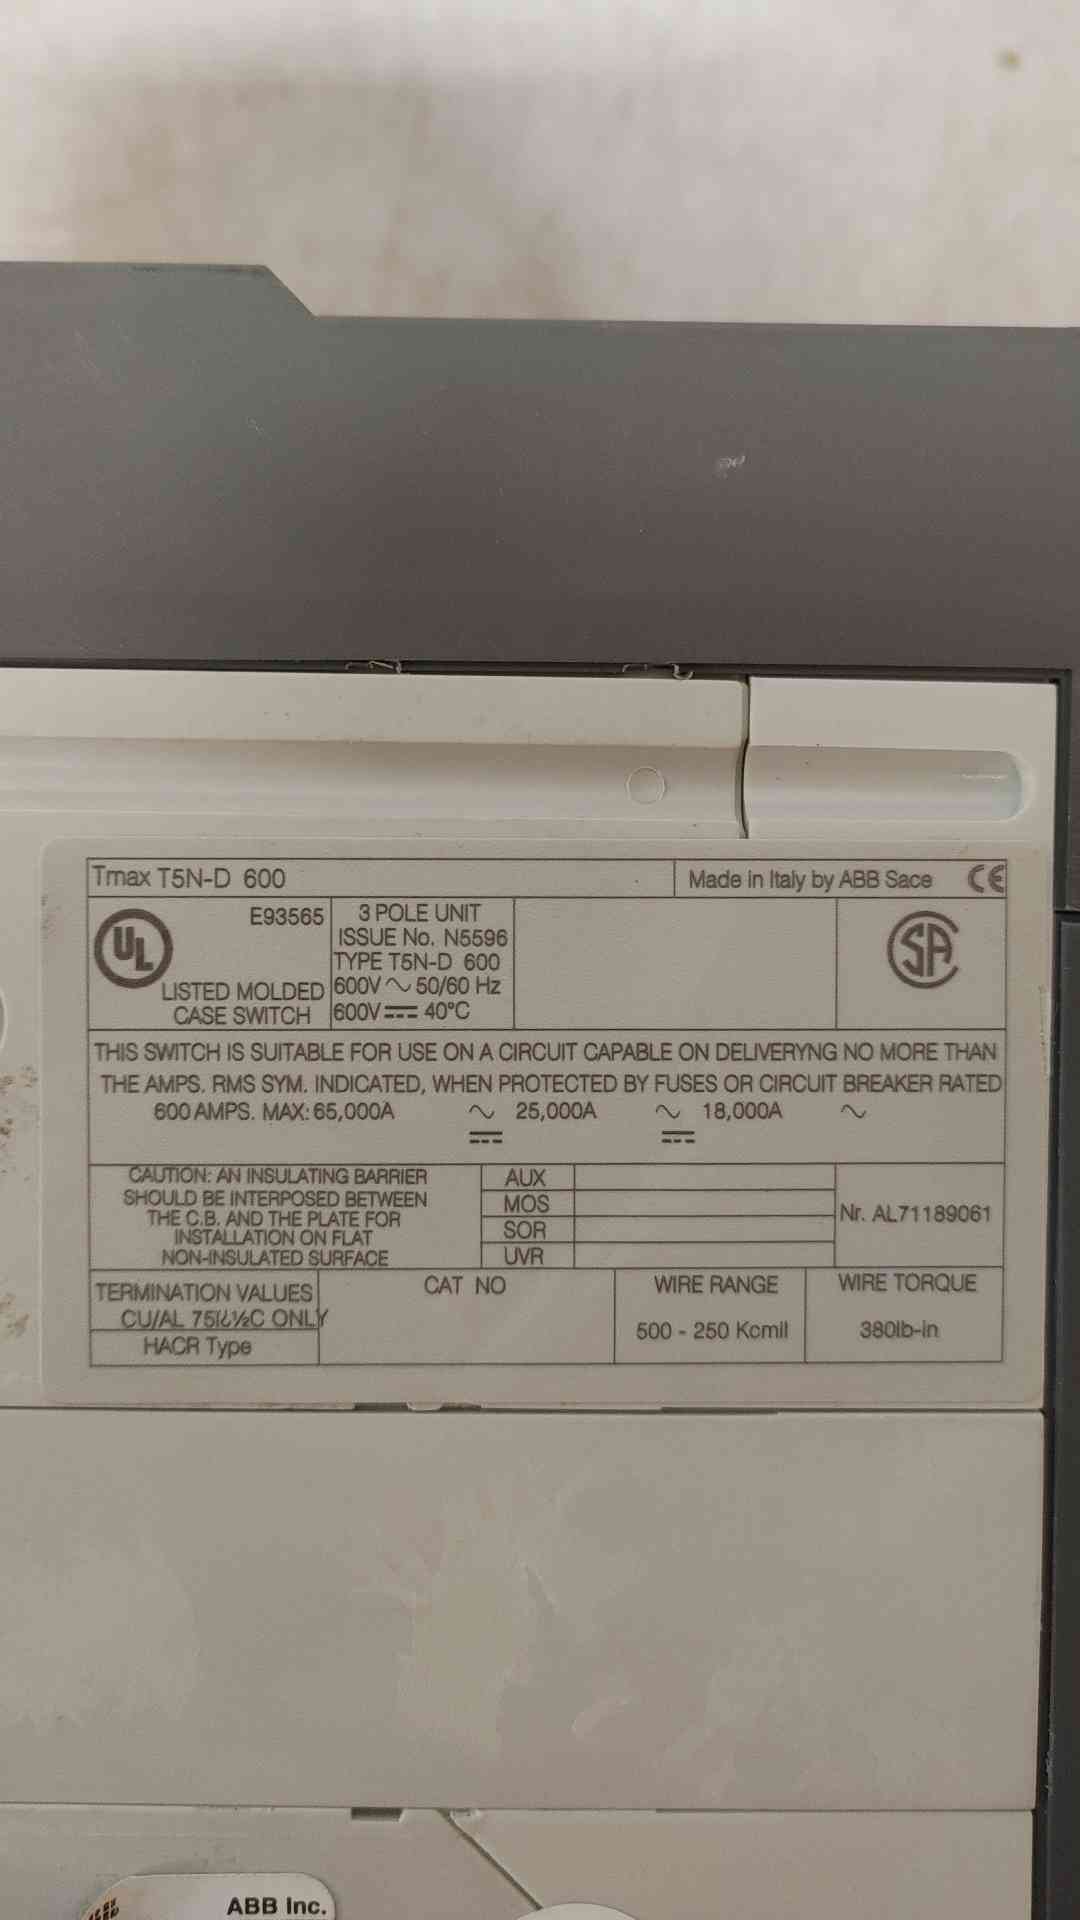 Tmax T5N-D 600
Made in Italy by ABB Sace CE
UL
E93565
LISTED MOLDED
CASE SWITCH
3 POLE UNIT
ISSUE No. N5596
TYPE T5N-D 600
600V ~ 50/60 Hz
600V ⎓ 40°C
SA
THIS SWITCH IS SUITABLE FOR USE ON A CIRCUIT CAPABLE ON DELIVERYNG NO MORE THAN
THE AMPS. RMS SYM. INDICATED, WHEN PROTECTED BY FUSES OR CIRCUIT BREAKER RATED
600 AMPS. MAX: 65,000A ~ 25,000A ~ 18,000A ~
⎓ ⎓
CAUTION: AN INSULATING BARRIER
SHOULD BE INTERPOSED BETWEEN
THE C.B. AND THE PLATE FOR
INSTALLATION ON FLAT
NON-INSULATED SURFACE
AUX
MOS
SOR
UVR
Nr. AL71189061
TERMINATION VALUES
CU/AL 75ï¿½C ONLY
HACR Type
CAT NO
WIRE RANGE
500 - 250 Kcmil
WIRE TORQUE
380lb-in
ABB Inc.